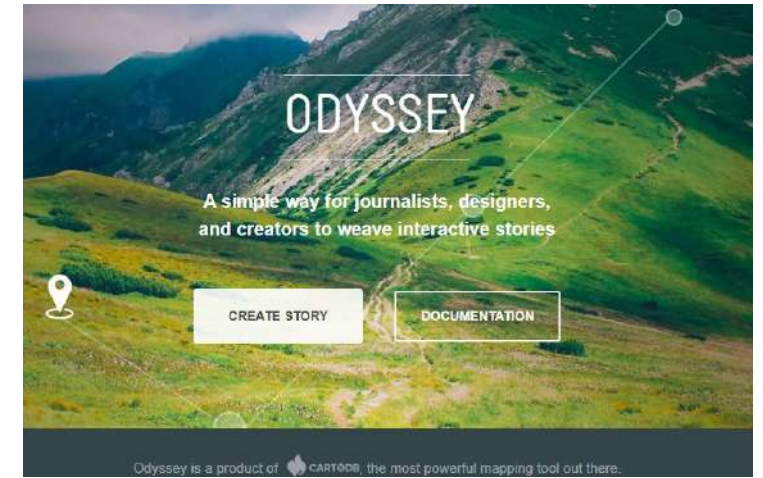 ODYSSEY
A simple way for journalists, designers,
and creators to weave interactive stories
CREATE STORY
DOCUMENTATION
Odyssey is a product of CARTODB, the most powerful mapping tool out there.